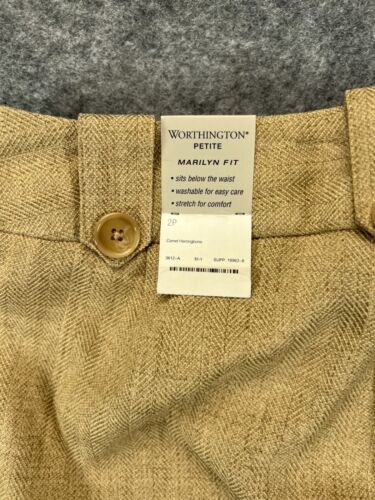 WORTHINGTON®
PETITE
MARILYN FIT
• sits below the waist
• washable for easy care
• stretch for comfort
2P
Camel Herringbone